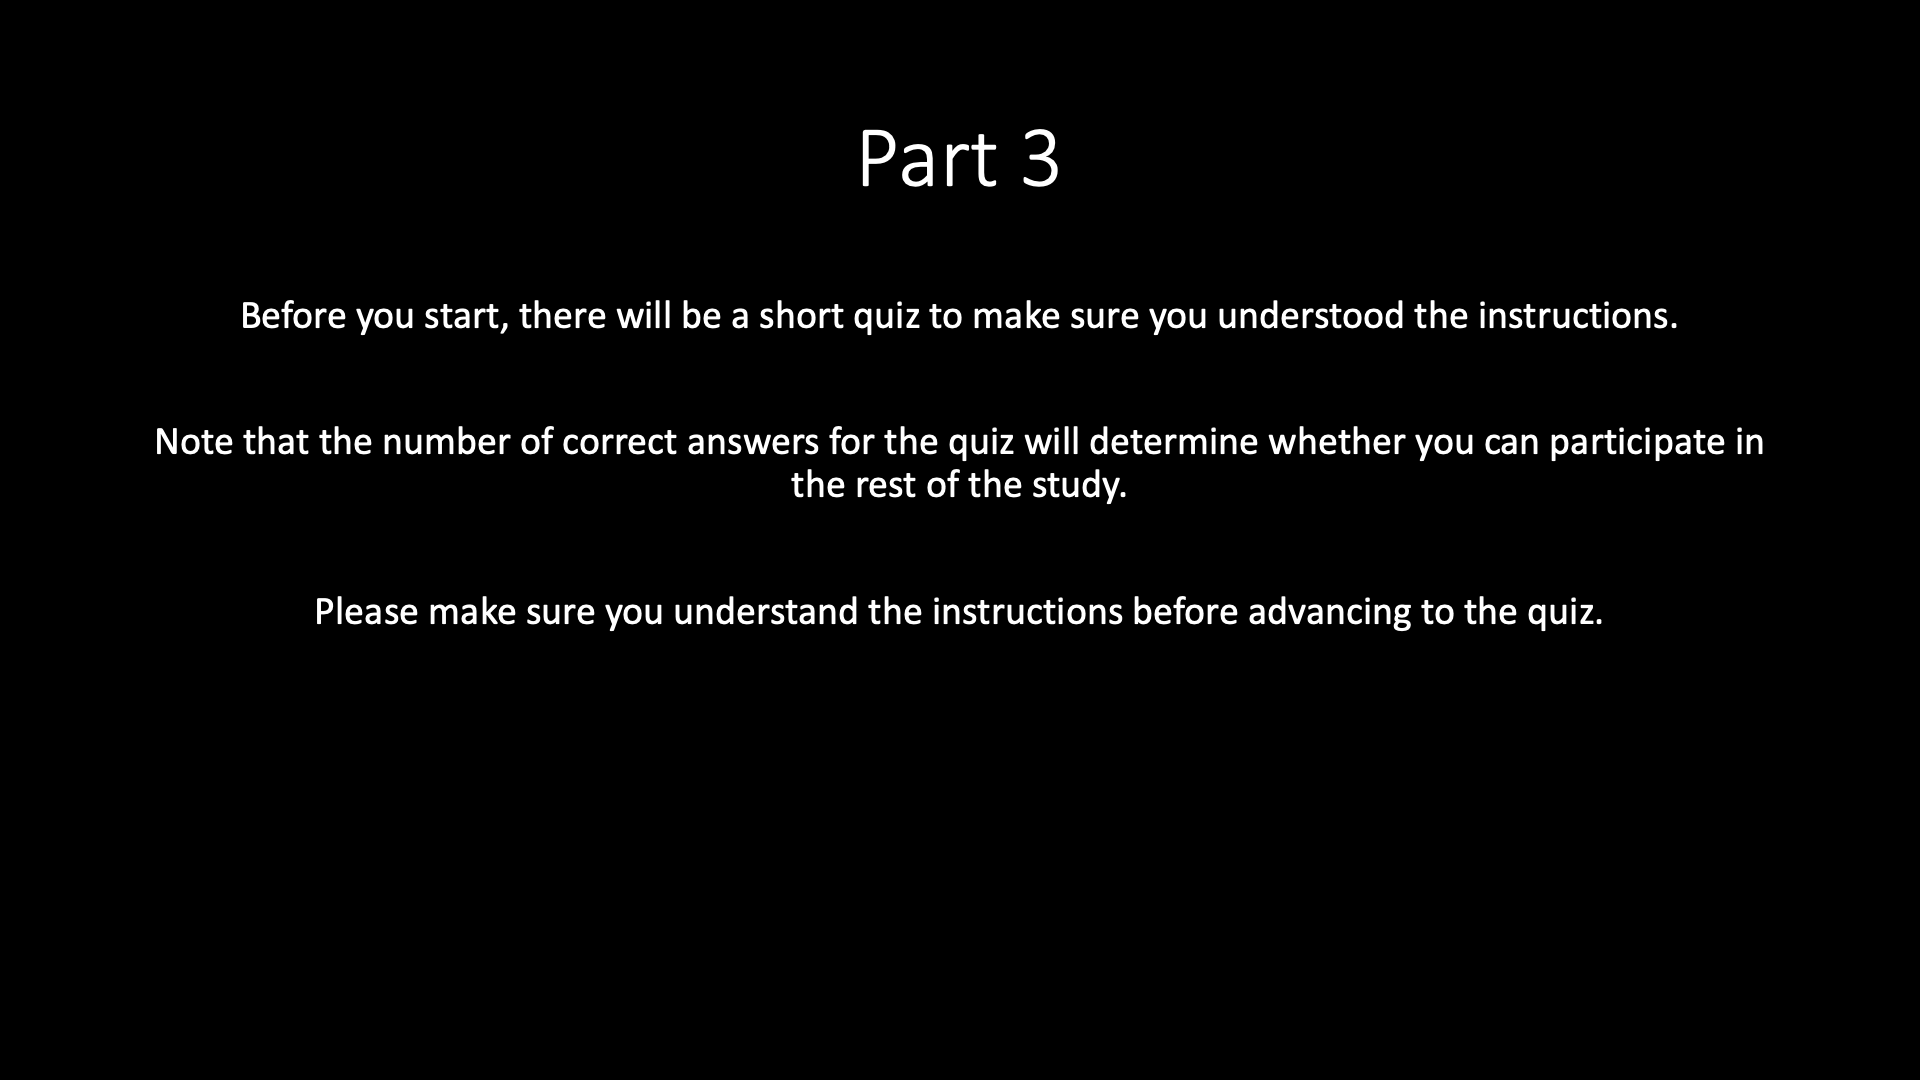 Part 3
Before you start, there will be a short quiz to make sure you understood the instructions.
Note that the number of correct answers for the quiz will determine whether you can participate in
the rest of the study.
Please make sure you understand the instructions before advancing to the quiz.